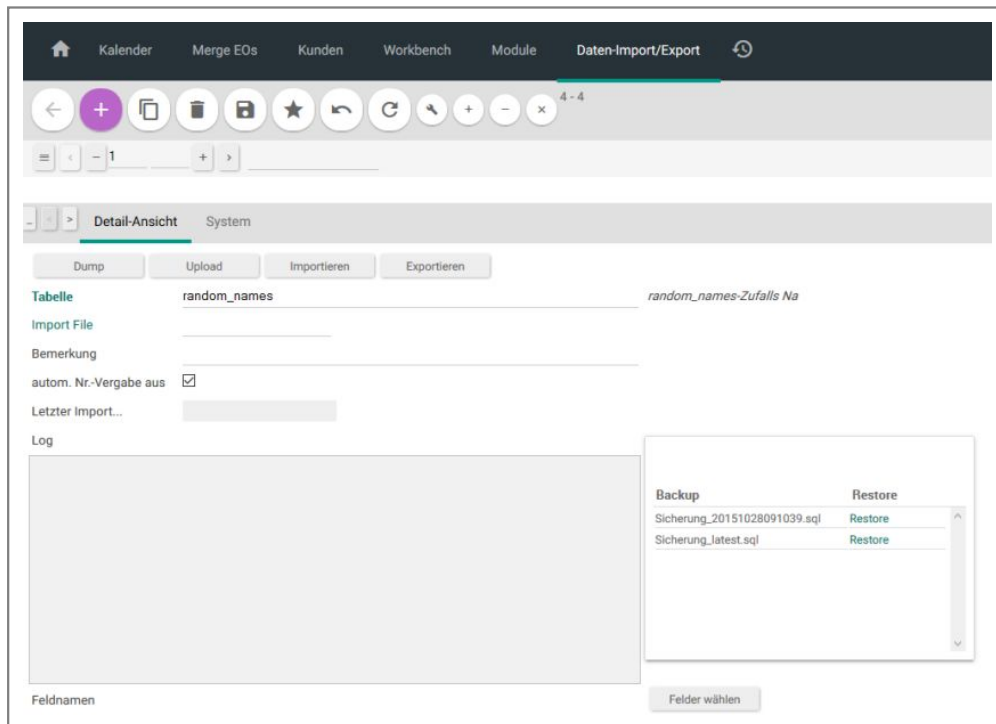 Kalender Merge EOs Kunden Workbench Module Daten-Import/Export
4 - 4
1
Detail-Ansicht System
Dump Upload Importieren Exportieren
Tabelle random_names random_names-Zufalls Na
Import File
Bemerkung
autom. Nr.-Vergabe aus
Letzter Import...
Log
Backup Restore
Sicherung_20151028091039.sql Restore
Sicherung_latest.sql Restore
Feldnamen Felder wählen